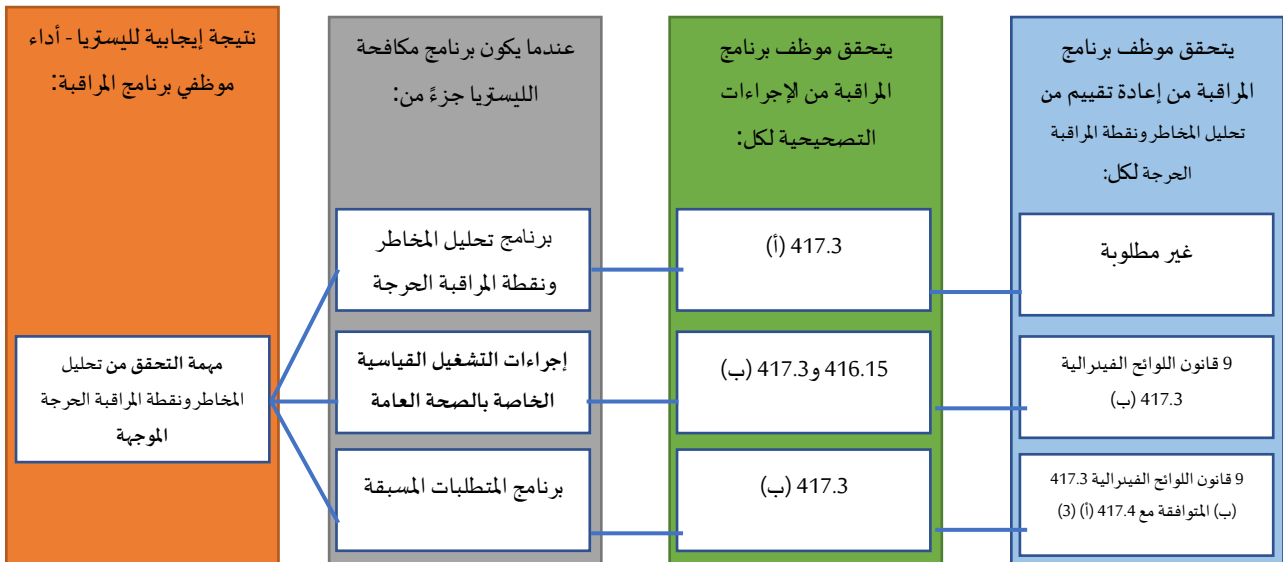 نتيجة إيجابية لليستريا - أداء
موظفي برنامج المراقبة:
مهمة التحقق من تحليل
المخاطر ونقطة المراقبة الحرجة
الموجهة
عندما يكون برنامج مكافحة
الليستريا جزءً من:
برنامج تحليل المخاطر
ونقطة المراقبة الحرجة
إجراءات التشغيل القياسية
الخاصة بالصحة العامة
برنامج المتطلبات المسبقة
يتحقق موظف برنامج
المراقبة من الإجراءات
التصحيحية لكل:
417.3 (أ)
416.15 و417.3 (ب)
417.3 (ب)
يتحقق موظف برنامج
المراقبة من إعادة تقييم من
تحليل المخاطر ونقطة المراقبة
الحرجة لكل:
غير مطلوبة
9 قانون اللوائح الفيدرالية
417.3 (ب)
9 قانون اللوائح الفيدرالية 417.3
(ب) المتوافقة مع 417.4 (أ) (3)